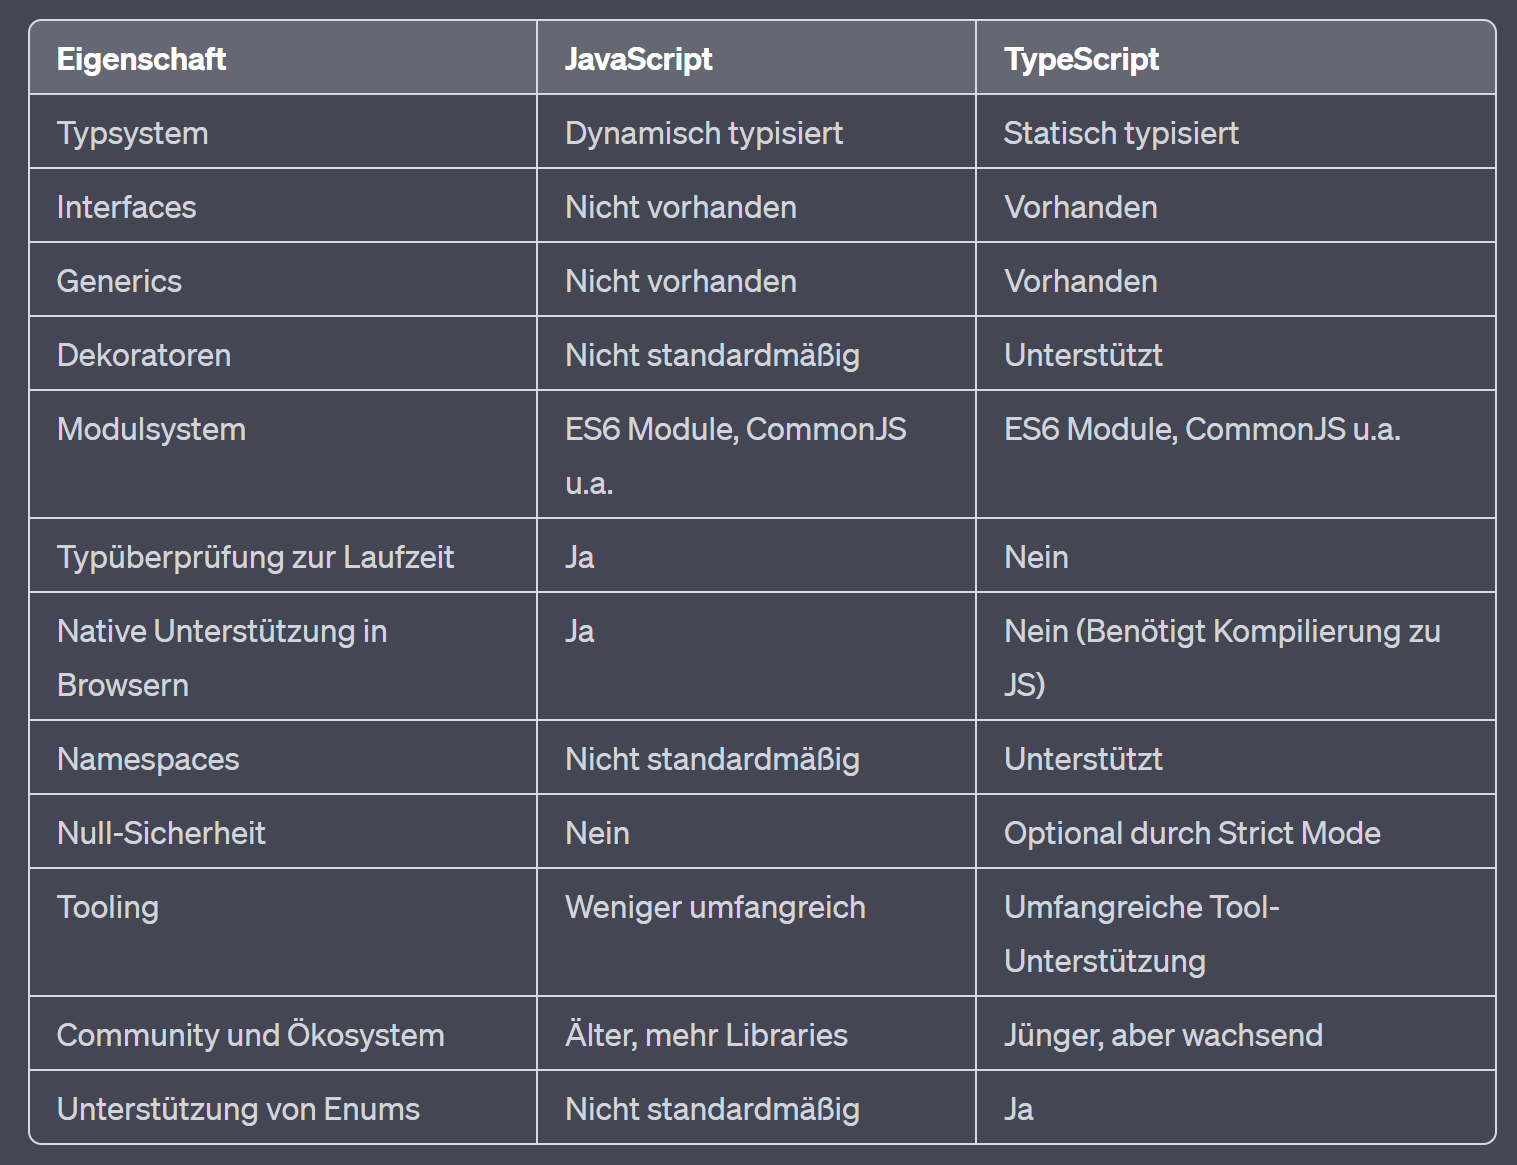 Eigenschaft JavaScript TypeScript
Typsystem Dynamisch typisiert Statisch typisiert
Interfaces Nicht vorhanden Vorhanden
Generics Nicht vorhanden Vorhanden
Dekoratoren Nicht standardmäßig Unterstützt
Modulsystem ES6 Module, CommonJS ES6 Module, CommonJS u.a.
u.a.
Typüberprüfung zur Laufzeit Ja Nein
Native Unterstützung in Ja Nein (Benötigt Kompilierung zu
Browsern JS)
Namespaces Nicht standardmäßig Unterstützt
Null-Sicherheit Nein Optional durch Strict Mode
Tooling Weniger umfangreich Umfangreiche Tool-
Unterstützung
Community und Ökosystem Älter, mehr Libraries Jünger, aber wachsend
Unterstützung von Enums Nicht standardmäßig Ja